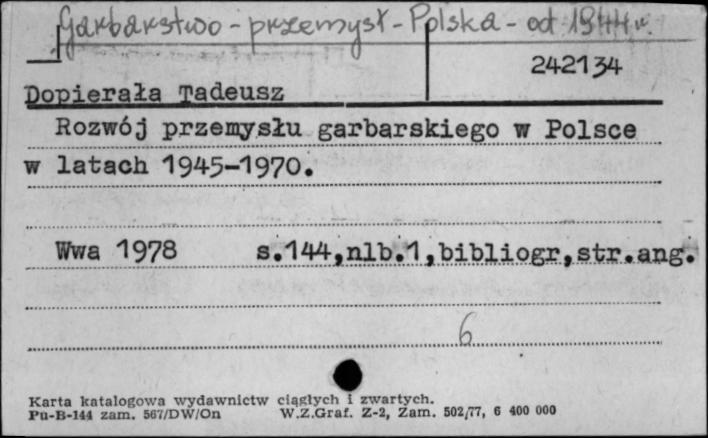 Garbarstwo - przemysł - Polska - od 1944 r.
242134
Dopierała Tadeusz
Rozwój przemysłu garbarskiego w Polsce
w latach 1945-1970.
Wwa 1978 s.144,nlb.1,bibliogr,str.ang.
6
Karta katalogowa wydawnictw ciągłych i zwartych.
Pu-B-144 zam. 567/DW/On W.Z.Graf. Z-2, Zam. 502/77, 6 400 000